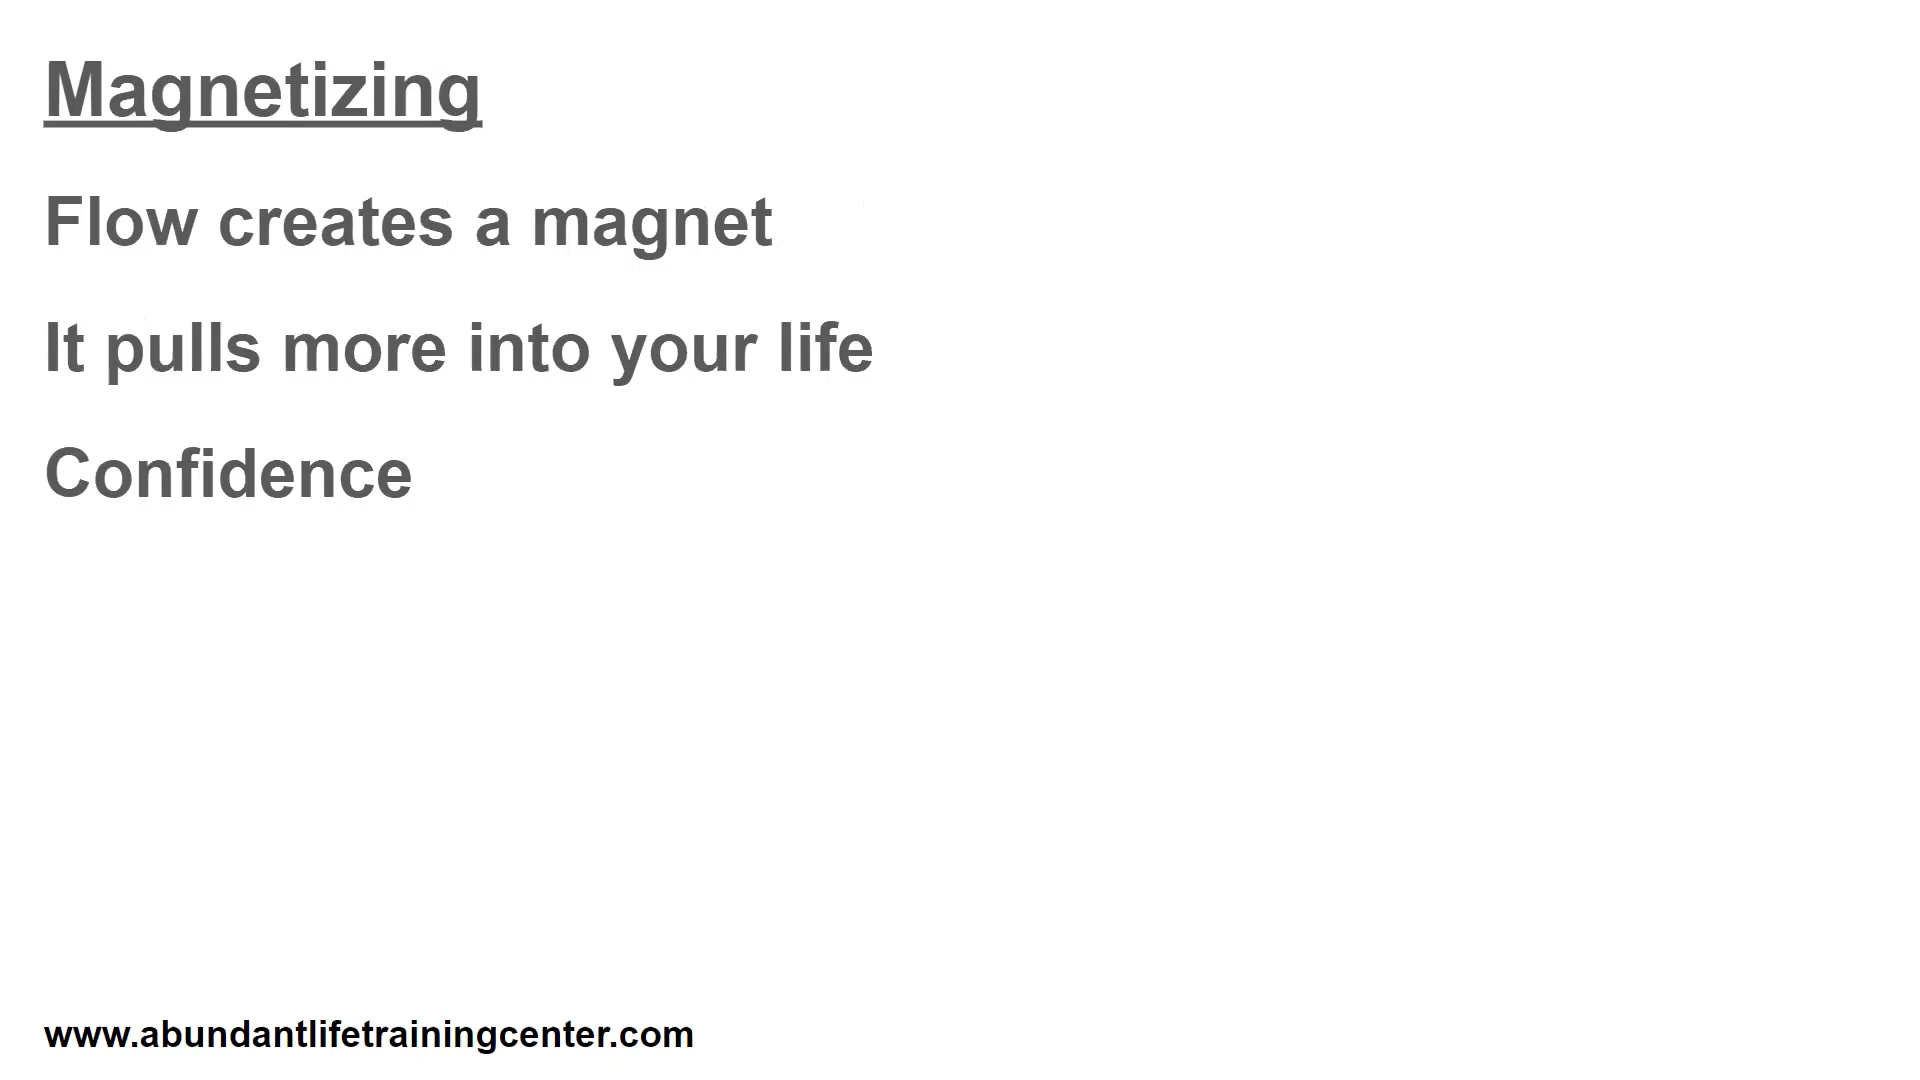 Magnetizing
Flow creates a magnet
It pulls more into your life
Confidence
www.abundantlifetrainingcenter.com